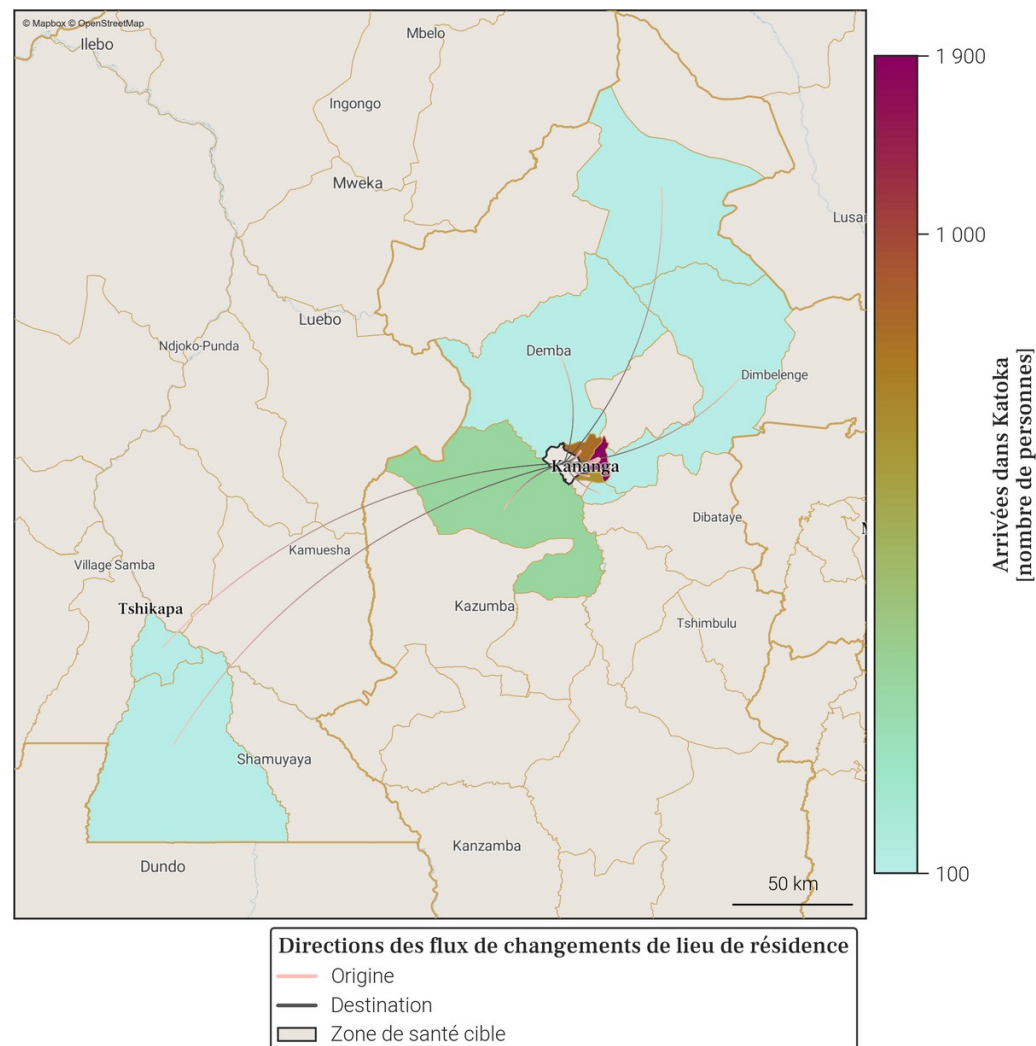 © Mapbox © OpenStreetMap
Ilebo
Mbelo
Ingongo
Mweka
Luebo
Ndjoko-Punda
Demba
Dimbelenge
Kananga
Dibataye
Kamuesha
Village Samba
Tshikapa
Kazumba
Tshimbulu
Shamuyaya
Dundo
Kanzamba
50 km
Lusa
1 900
1 000
100
Arrivées dans Katoka
[nombre de personnes]
Directions des flux de changements de lieu de résidence
Origine
Destination
Zone de santé cible